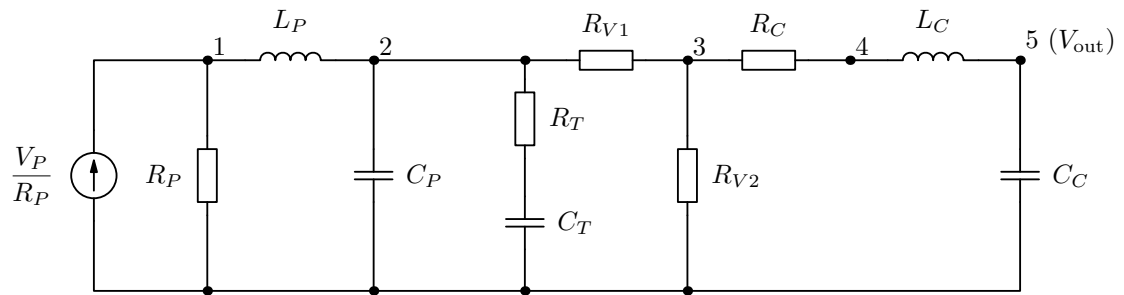 L_P
R_{V1}
R_C
L_C
1
2
3
4
5 (V_out)
V_P
R_P
R_P
C_P
R_T
C_T
R_{V2}
C_C